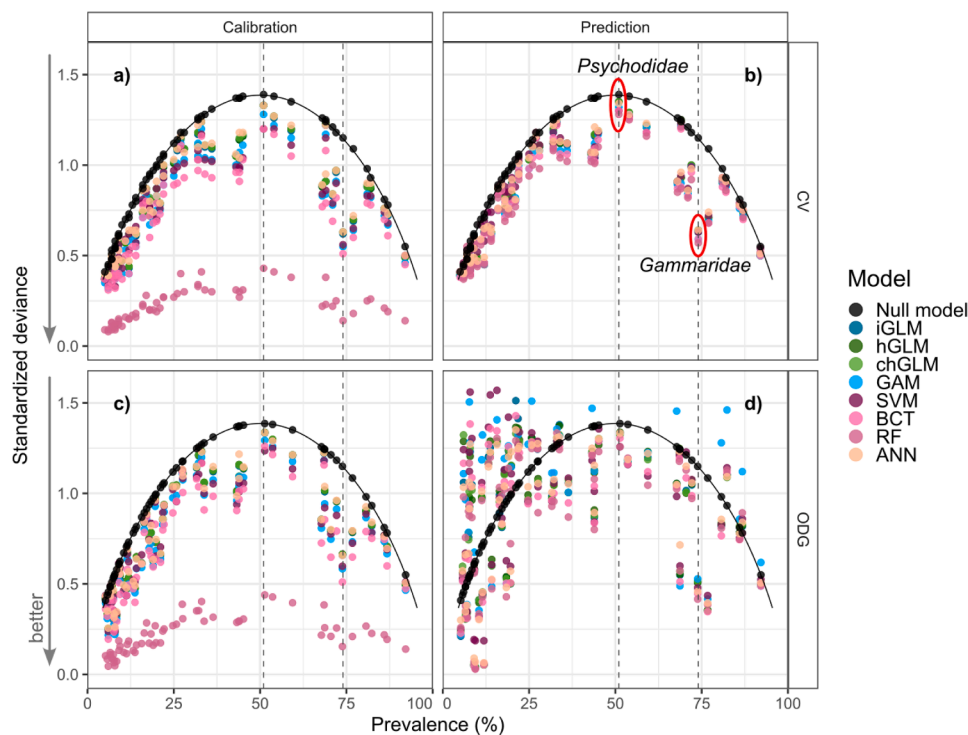 Calibration
Prediction
a)
b)
Psychodidae
Gammaridae
CV
c)
d)
ODG
Standardized deviance
better
1.5
1.0
0.5
0.0
1.5
1.0
0.5
0.0
0
25
50
75
100
0
25
50
75
100
Prevalence (%)
Model
Null model
iGLM
hGLM
chGLM
GAM
SVM
BCT
RF
ANN